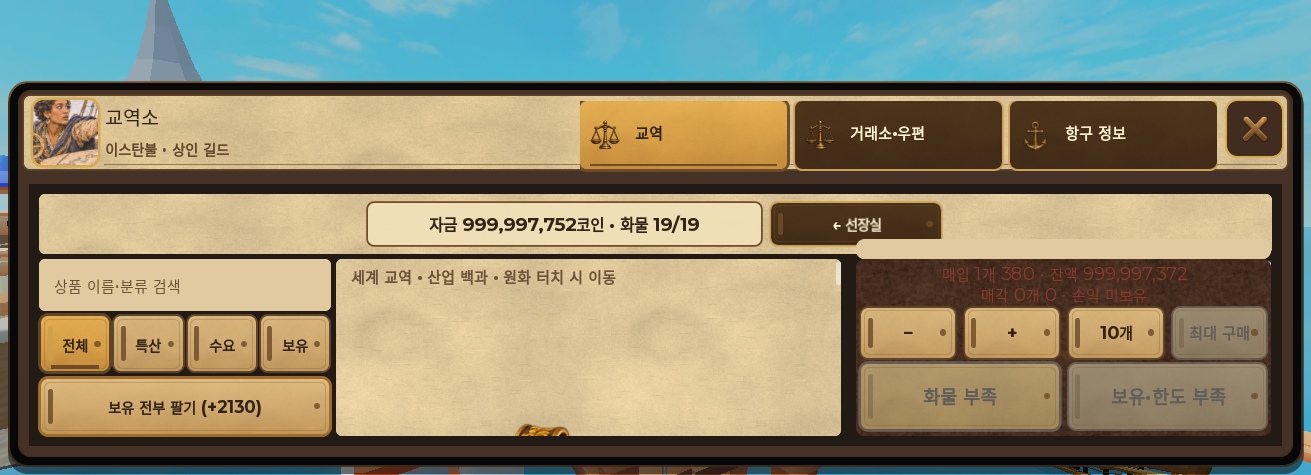 교역소
이스탄불 • 상인 길드
교역
거래소•우편
항구 정보
자금 999,997,752코인 • 화물 19/19
← 선장실
상품 이름•분류 검색
전체
특산
수요
보유
보유 전부 팔기 (+2130)
세계 교역 • 산업 백과 • 원화 터치 시 이동
매입 1개 380 · 잔액 999,997,372
매각 0개 0 · 손익 미보유
−
+
10개
최대 구매
화물 부족
보유•한도 부족